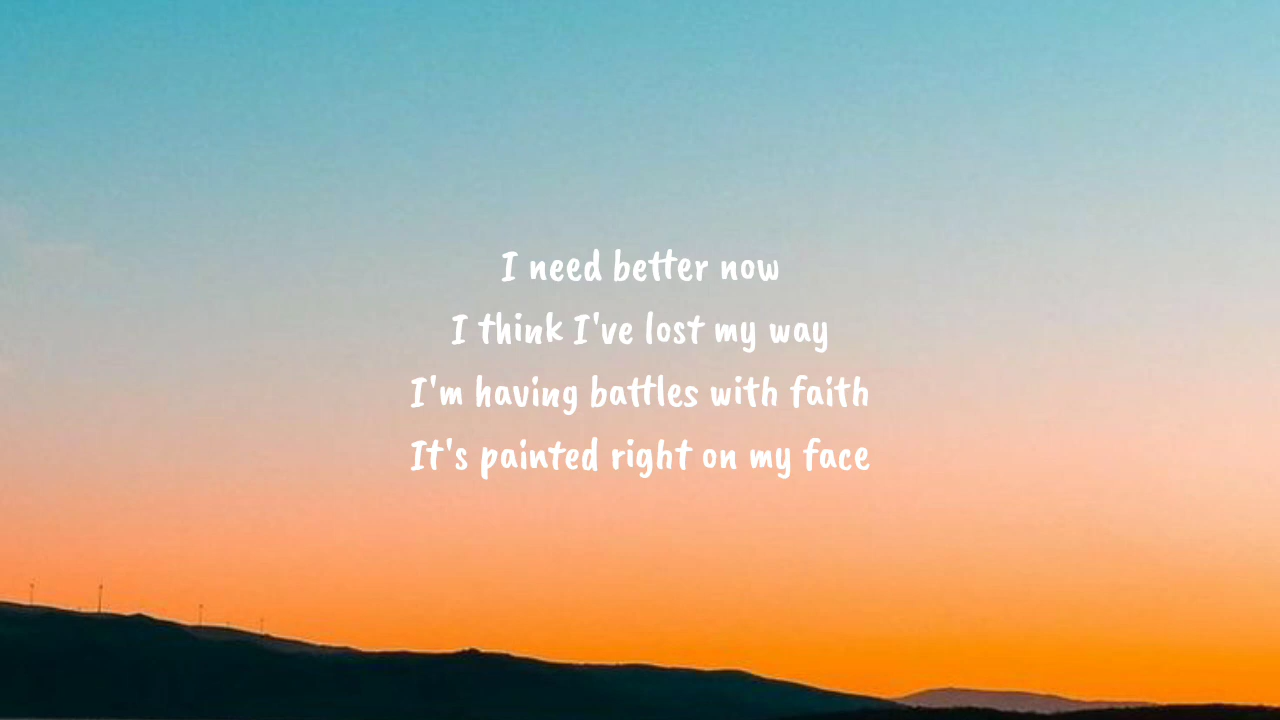 I need better now
I think I've lost my way
I'm having battles with faith
It's painted right on my face